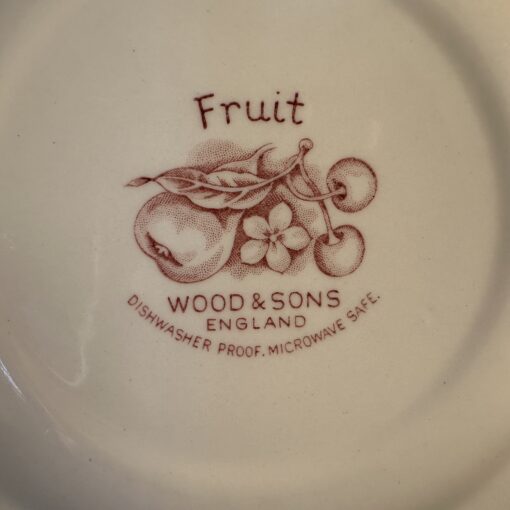 Fruit
WOOD & SONS
ENGLAND
DISHWASHER PROOF. MICROWAVE SAFE.